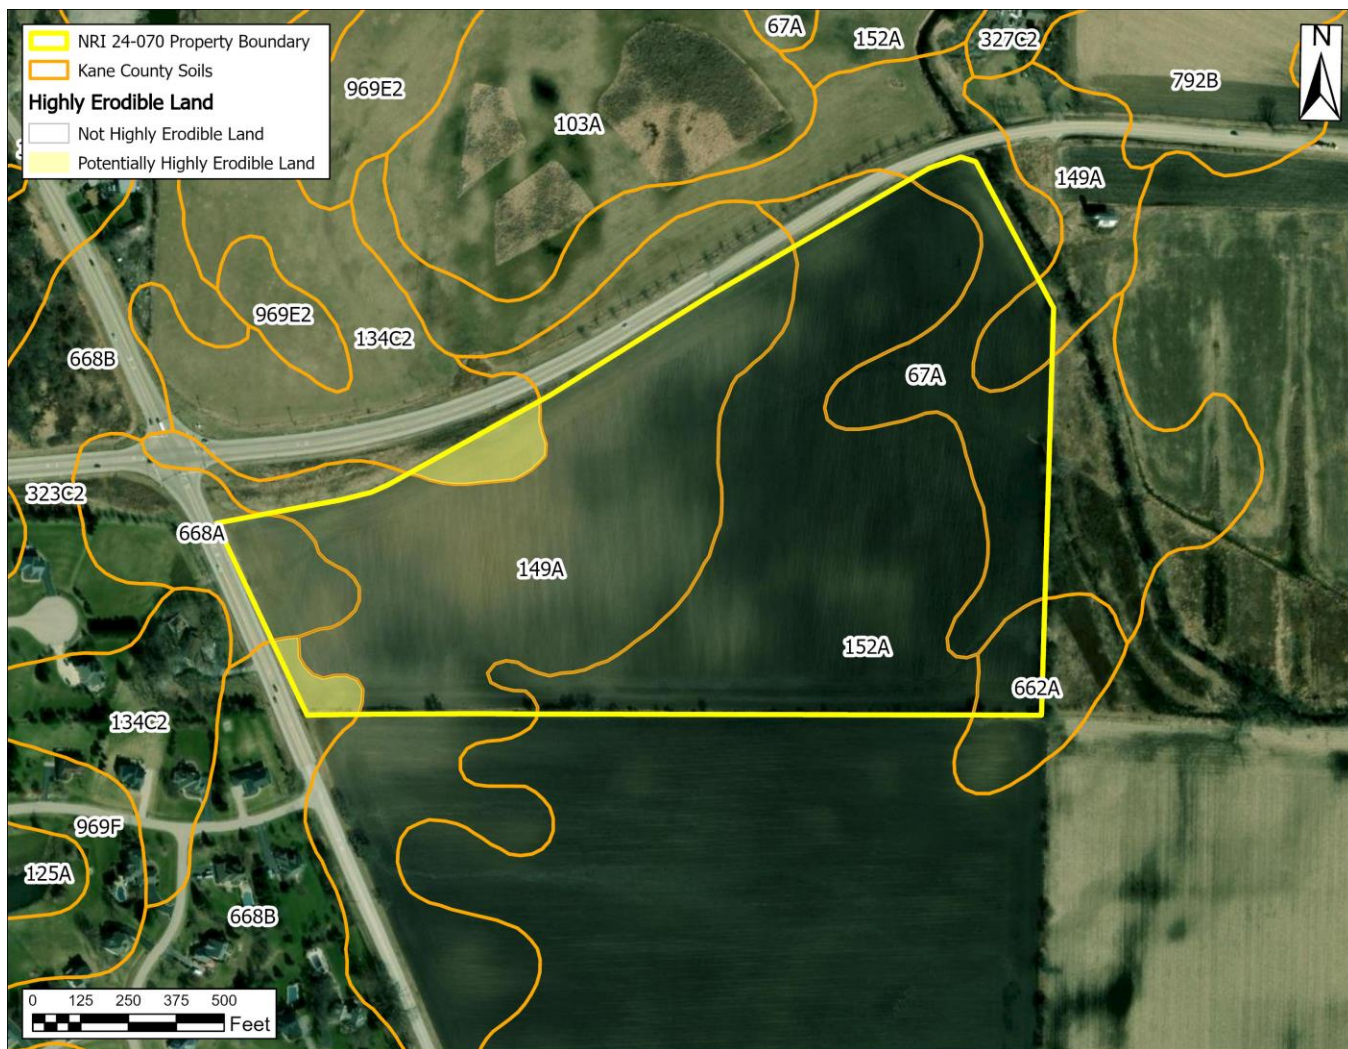 NRI 24-070 Property Boundary
Kane County Soils
Highly Erodible Land
Not Highly Erodible Land
Potentially Highly Erodible Land
N
67A
152A
327C2
969E2
792B
103A
149A
969E2
134C2
668B
67A
323C2
668A
149A
152A
662A
134C2
969F
125A
668B
0 125 250 375 500
Feet